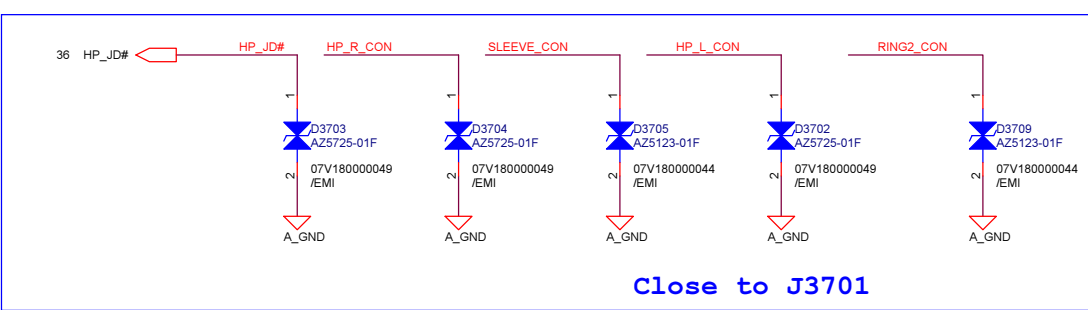 36 HP_JD#
HP_JD#
HP_R_CON
SLEEVE_CON
HP_L_CON
RING2_CON
1
1
1
1
1
D3703
AZ5725-01F
D3704
AZ5725-01F
D3705
AZ5123-01F
D3702
AZ5725-01F
D3709
AZ5123-01F
2
07V180000049
/EMI
2
07V180000049
/EMI
2
07V180000044
/EMI
2
07V180000049
/EMI
2
07V180000044
/EMI
A_GND
A_GND
A_GND
A_GND
A_GND
Close to J3701